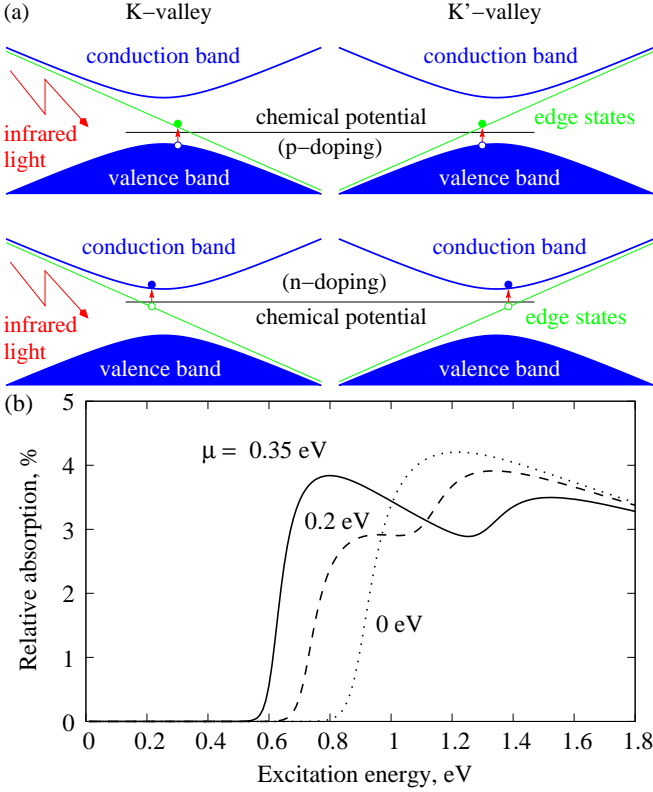 (a)
K−valley
K’−valley
conduction band
conduction band
infrared
light
chemical potential
(p−doping)
edge states
valence band
valence band
conduction band
conduction band
(n−doping)
infrared
light
chemical potential
edge states
valence band
valence band
(b)
5
4
3
2
1
0
Relative absorption, %
μ = 0.35 eV
0.2 eV
0 eV
0 0.2 0.4 0.6 0.8 1 1.2 1.4 1.6 1.8
Excitation energy, eV